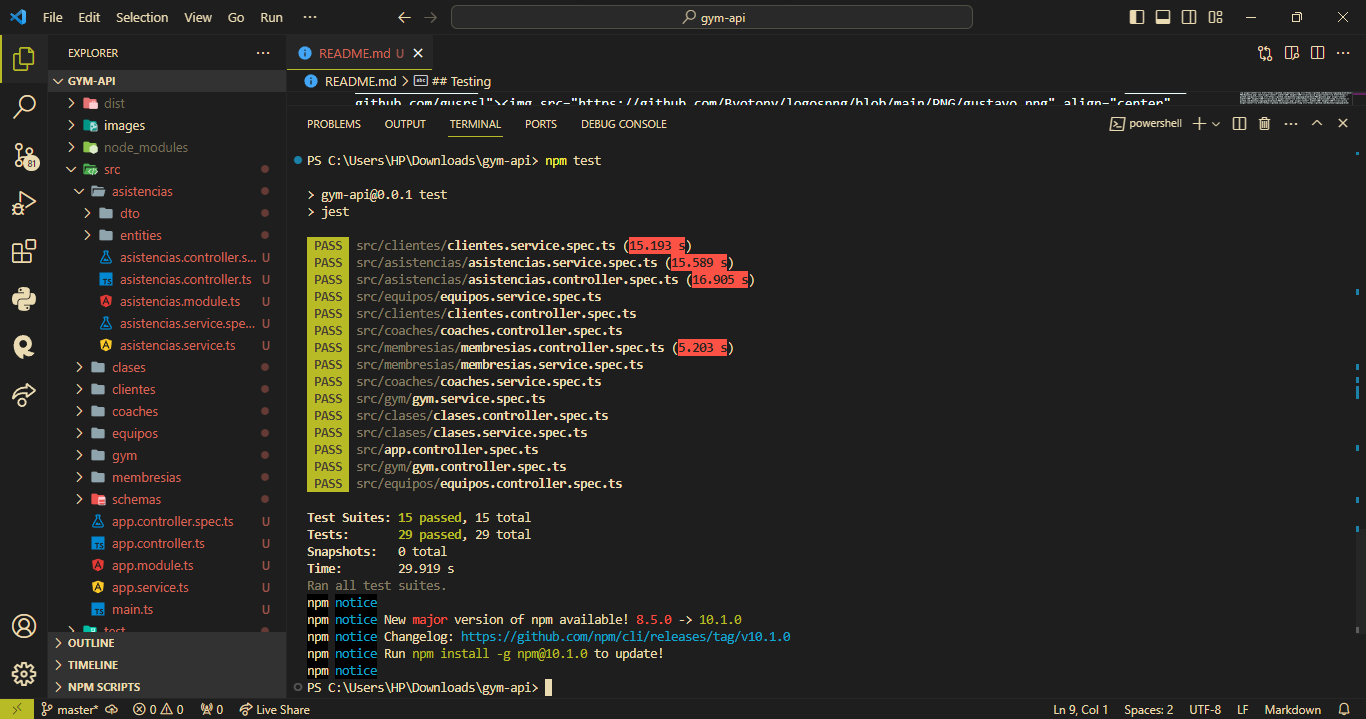 File Edit Selection View Go Run ··· gym-api
EXPLORER ···
GYM-API
dist
images
node_modules
src
asistencias
dto
entities
asistencias.controller.s... U
asistencias.controller.ts U
asistencias.module.ts U
asistencias.service.spe... U
asistencias.service.ts U
clases
clientes
coaches
equipos
gym
membresias
schemas
app.controller.spec.ts U
app.controller.ts U
app.module.ts U
app.service.ts U
main.ts U
test
OUTLINE
TIMELINE
NPM SCRIPTS
README.md U
README.md > ## Testing
github.com/gusrsl"><img src="https://github.com/Byotony/logospng/blob/main/PNG/gustavo.png" align="center"
PROBLEMS OUTPUT TERMINAL PORTS DEBUG CONSOLE powershell
PS C:\Users\HP\Downloads\gym-api> npm test
> gym-api@0.0.1 test
> jest
PASS src/clientes/clientes.service.spec.ts (15.193 s)
PASS src/asistencias/asistencias.service.spec.ts (15.589 s)
PASS src/asistencias/asistencias.controller.spec.ts (16.905 s)
PASS src/equipos/equipos.service.spec.ts
PASS src/clientes/clientes.controller.spec.ts
PASS src/coaches/coaches.controller.spec.ts
PASS src/membresias/membresias.controller.spec.ts (5.203 s)
PASS src/membresias/membresias.service.spec.ts
PASS src/coaches/coaches.service.spec.ts
PASS src/gym/gym.service.spec.ts
PASS src/clases/clases.controller.spec.ts
PASS src/clases/clases.service.spec.ts
PASS src/app.controller.spec.ts
PASS src/gym/gym.controller.spec.ts
PASS src/equipos/equipos.controller.spec.ts
Test Suites: 15 passed, 15 total
Tests: 29 passed, 29 total
Snapshots: 0 total
Time: 29.919 s
Ran all test suites.
npm notice
npm notice New major version of npm available! 8.5.0 -> 10.1.0
npm notice Changelog: https://github.com/npm/cli/releases/tag/v10.1.0
npm notice Run npm install -g npm@10.1.0 to update!
npm notice
PS C:\Users\HP\Downloads\gym-api>
81
master* 0 0 0 Live Share Ln 9, Col 1 Spaces: 2 UTF-8 LF Markdown